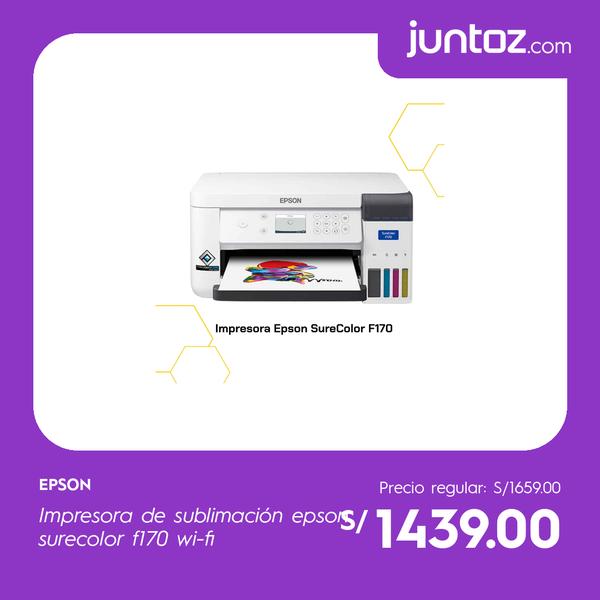 juntoz.com
EPSON
Impresora Epson SureColor F170
EPSON
Precio regular: S/1659.00
Impresora de sublimación epson
surecolor f170 wi-fi
S/ 1439.00